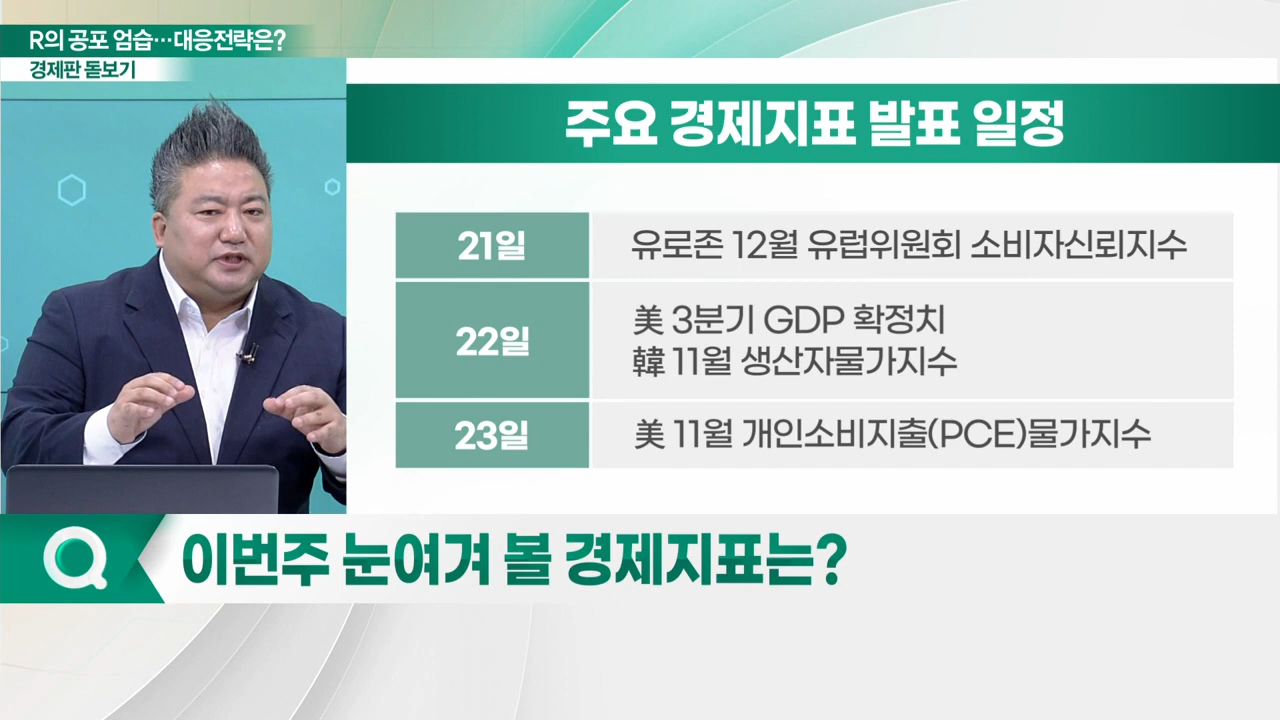 R의 공포 엄습…대응전략은?
경제판 돋보기
주요 경제지표 발표 일정
21일 유로존 12월 유럽위원회 소비자신뢰지수
22일 美 3분기 GDP 확정치
韓 11월 생산자물가지수
23일 美 11월 개인소비지출(PCE)물가지수
이번주 눈여겨 볼 경제지표는?